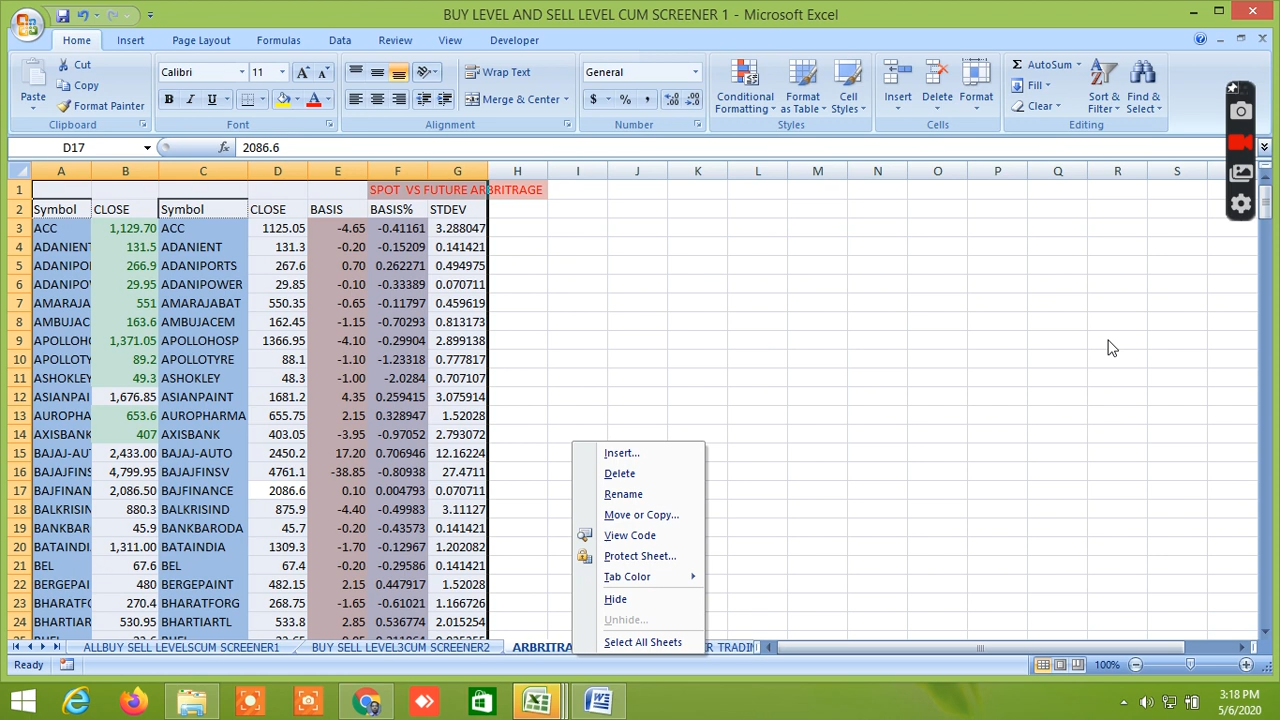 BUY LEVEL AND SELL LEVEL CUM SCREENER 1 - Microsoft Excel
Home Insert Page Layout Formulas Data Review View Developer
Paste
Cut
Copy
Format Painter
Clipboard
Calibri 11
B I U
Font
Wrap Text
Merge & Center
Alignment
General
$ % ,
Number
Conditional Formatting
Format as Table
Cell Styles
Styles
Insert Delete Format
Cells
AutoSum
Fill
Clear
Sort & Filter
Find & Select
Editing
D17 fx 2086.6
A B C D E F G H I J K L M N O P Q R S
1 SPOT VS FUTURE ARBRITRAGE
2 Symbol CLOSE Symbol CLOSE BASIS BASIS% STDEV
3 ACC 1,129.70 ACC 1125.05 -4.65 -0.41161 3.288047
4 ADANIENT 131.5 ADANIENT 131.3 -0.20 -0.15209 0.141421
5 ADANIPO 266.9 ADANIPORTS 267.6 0.70 0.262271 0.494975
6 ADANIPO 29.95 ADANIPOWER 29.85 -0.10 -0.33389 0.070711
7 AMARAJA 551 AMARAJABAT 550.35 -0.65 -0.11797 0.459619
8 AMBUJAC 163.6 AMBUJACEM 162.45 -1.15 -0.70293 0.813173
9 APOLLOH 1,371.05 APOLLOHOSP 1366.95 -4.10 -0.29904 2.899138
10 APOLLOTY 89.2 APOLLOTYRE 88.1 -1.10 -1.23318 0.777817
11 ASHOKLEY 49.3 ASHOKLEY 48.3 -1.00 -2.0284 0.707107
12 ASIANPAI 1,676.85 ASIANPAINT 1681.2 4.35 0.259415 3.075914
13 AUROPHA 653.6 AUROPHARMA 655.75 2.15 0.328947 1.52028
14 AXISBANK 407 AXISBANK 403.05 -3.95 -0.97052 2.793072
15 BAJAJ-AUT 2,433.00 BAJAJ-AUTO 2450.2 17.20 0.706946 12.16224
16 BAJAJFINS 4,799.95 BAJAJFINSV 4761.1 -38.85 -0.80938 27.4711
17 BAJFINAN 2,086.50 BAJFINANCE 2086.6 0.10 0.004793 0.070711
18 BALKRISI 880.3 BALKRISIND 875.9 -4.40 -0.49983 3.11127
19 BANKBAR 45.9 BANKBARODA 45.7 -0.20 -0.43573 0.141421
20 BATAINDI 1,311.00 BATAINDIA 1309.3 -1.70 -0.12967 1.202082
21 BEL 67.6 BEL 67.4 -0.20 -0.29586 0.141421
22 BERGEPAI 480 BERGEPAINT 482.15 2.15 0.447917 1.52028
23 BHARATFO 270.4 BHARATFORG 268.75 -1.65 -0.61021 1.166726
24 BHARTIAR 530.95 BHARTIARTL 533.8 2.85 0.536774 2.015254
Insert...
Delete
Rename
Move or Copy...
View Code
Protect Sheet...
Tab Color
Hide
Unhide...
Select All Sheets
ALLBUY SELL LEVELSCUM SCREENER1 BUY SELL LEVEL3CUM SCREENER2 ARBRITRA R TRADIN
Ready 100%
3:18 PM
5/6/2020